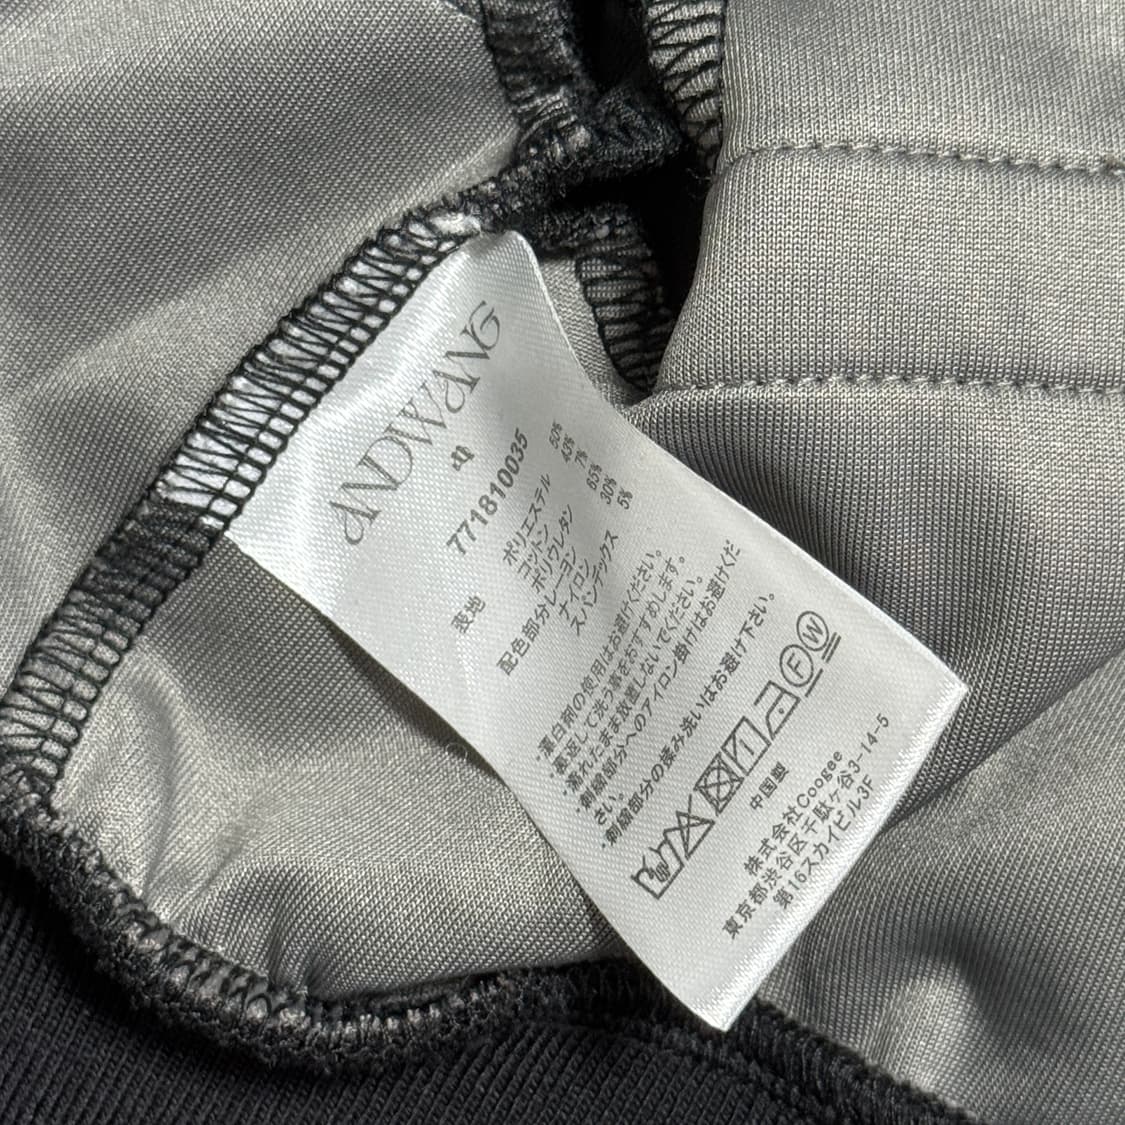 ANDWANG
771810035
表地 ポリエステル 50%
コットン 43%
ポリウレタン 7%
配色部分レーヨン 65%
ナイロン 30%
スパンデックス 5%
・漂白剤の使用はお避けください。
・裏返して洗う事をおすすめします。
・濡れたまま放置しないでください。
・刺繍部分へのアイロン掛けはお避けくだ
さい。
・刺繍部分の揉み洗いはお避け下さい。
F W
中国製
株式会社Coogee
東京都渋谷区千駄ケ谷3-14-5
第16スカイビル3F